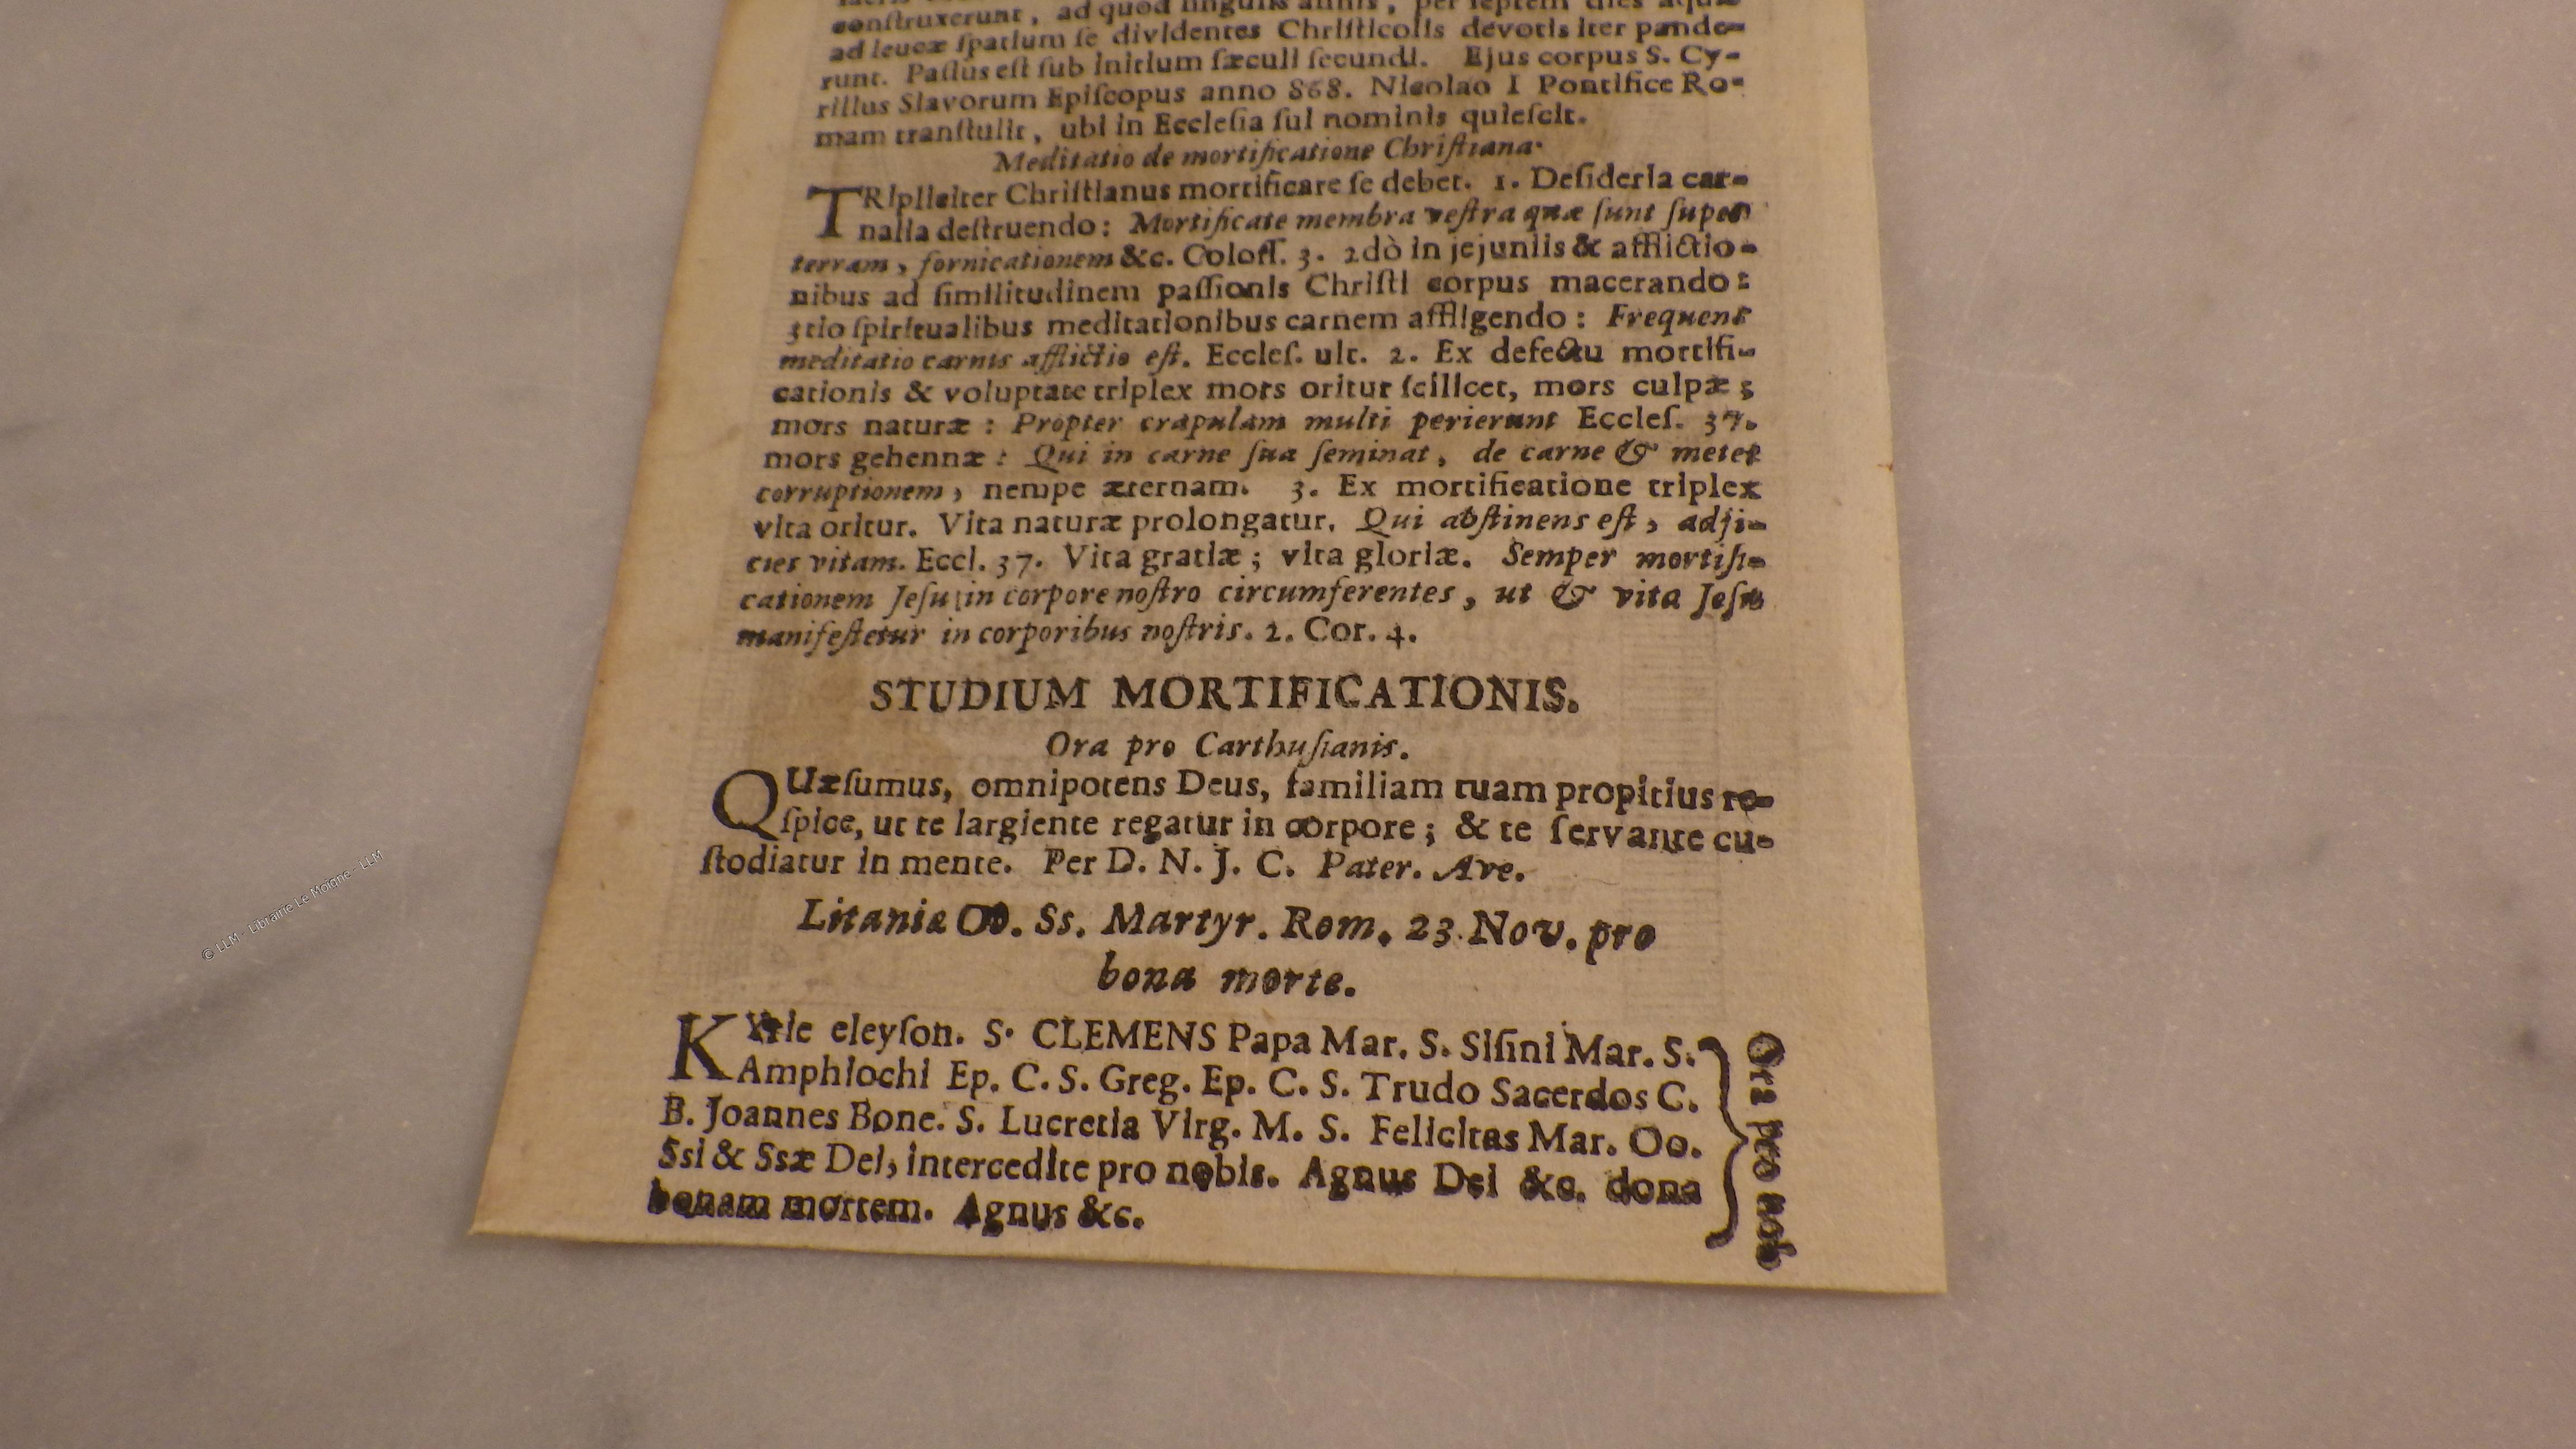 conſtruxerunt, ad quod ſingulis annis, per ſeptem dies aquæ
ad leucæ ſpatium ſe dividentes Chriſticolis devotis iter pande-
runt. Paſſus eſt ſub initium ſæculi ſecundi. Ejus corpus S. Cy-
rillus Slavorum Epiſcopus anno 868. Nicolao I Pontifice Ro-
mam tranſtulit, ubi in Eccleſia ſui nominis quieſcit.
Meditatio de mortificatione Chriſtiana.
TRipliciter Chriſtianus mortificare ſe debet. 1. Deſideria car-
nalia deſtruendo: Mortificate membra veſtra quæ ſunt ſuper
terram, fornicationem &c. Coloſſ. 3. 2dò in jejuniis & afflictio-
nibus ad ſimilitudinem paſſionis Chriſti corpus macerando:
3tio ſpiritualibus meditationibus carnem affligendo: Frequens
meditatio carnis afflictio eſt. Eccleſ. ult. 2. Ex defectu mortifi-
cationis & voluptate triplex mors oritur ſcilicet, mors culpæ;
mors naturæ: Propter crapulam multi perierunt Eccleſ. 37.
mors gehennæ: Qui in carne ſua ſeminat, de carne & metet
corruptionem, nempe æternam. 3. Ex mortificatione triplex
vita oritur. Vita naturæ prolongatur. Qui abſtinens eſt, adji-
ciet vitam. Eccl. 37. Vita gratiæ; vita gloriæ. Semper mortifi-
cationem Jeſu in corpore noſtro circumferentes, ut & vita Jeſu
manifeſtetur in corporibus noſtris. 2. Cor. 4.
STUDIUM MORTIFICATIONIS.
Ora pro Carthuſianis.
QUæſumus, omnipotens Deus, familiam tuam propitius re-
ſpice, ut te largiente regatur in corpore; & te ſervante cu-
ſtodiatur in mente. Per D. N. J. C. Pater. Ave.
Litaniæ OO. Ss. Martyr. Rom. 23 Nov. pro
bona morte.
KYrie eleyſon. S. CLEMENS Papa Mar. S. Siſini Mar. S.
Amphiochi Ep. C. S. Greg. Ep. C. S. Trudo Sacerdos C.
B. Joannes Bone. S. Lucretia Virg. M. S. Felicitas Mar. Oo.
Ssi & Ssæ Dei, intercedite pro nobis. Agnus Dei &c. dona
bonam mortem. Agnus &c.
Ora pro nob
© LLM - Librairie Le Moigne - LLM